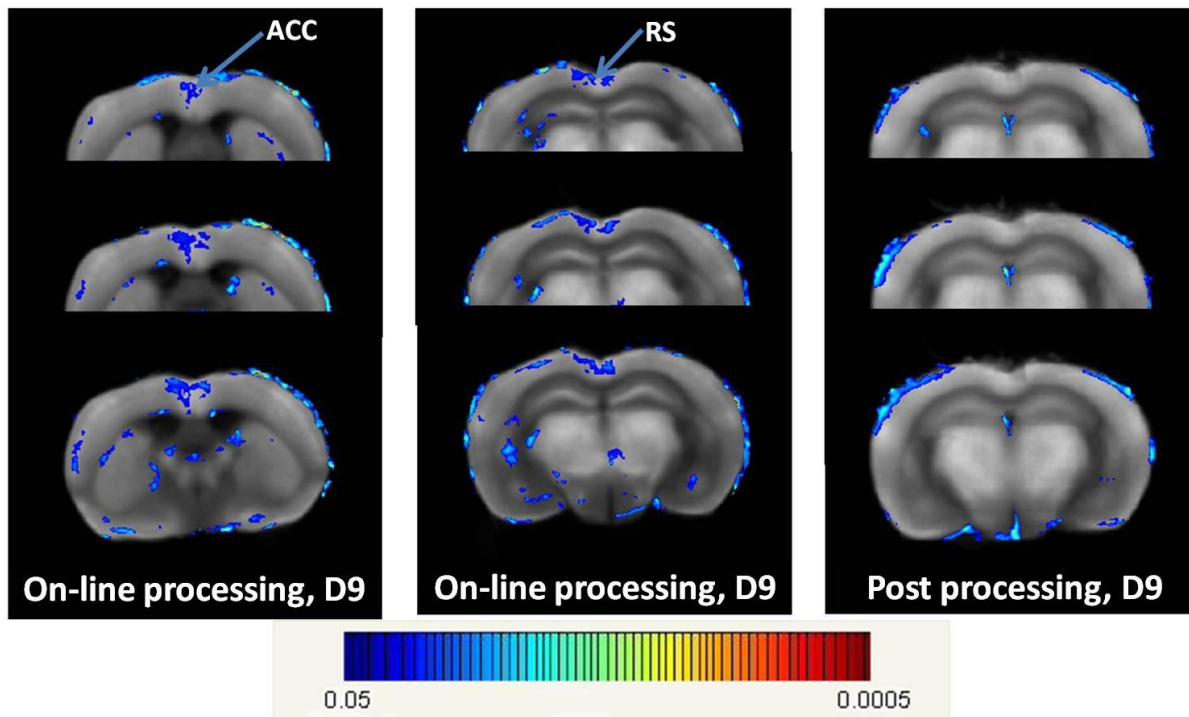 ACC
RS
On-line processing, D9
On-line processing, D9
Post processing, D9
0.05
0.0005